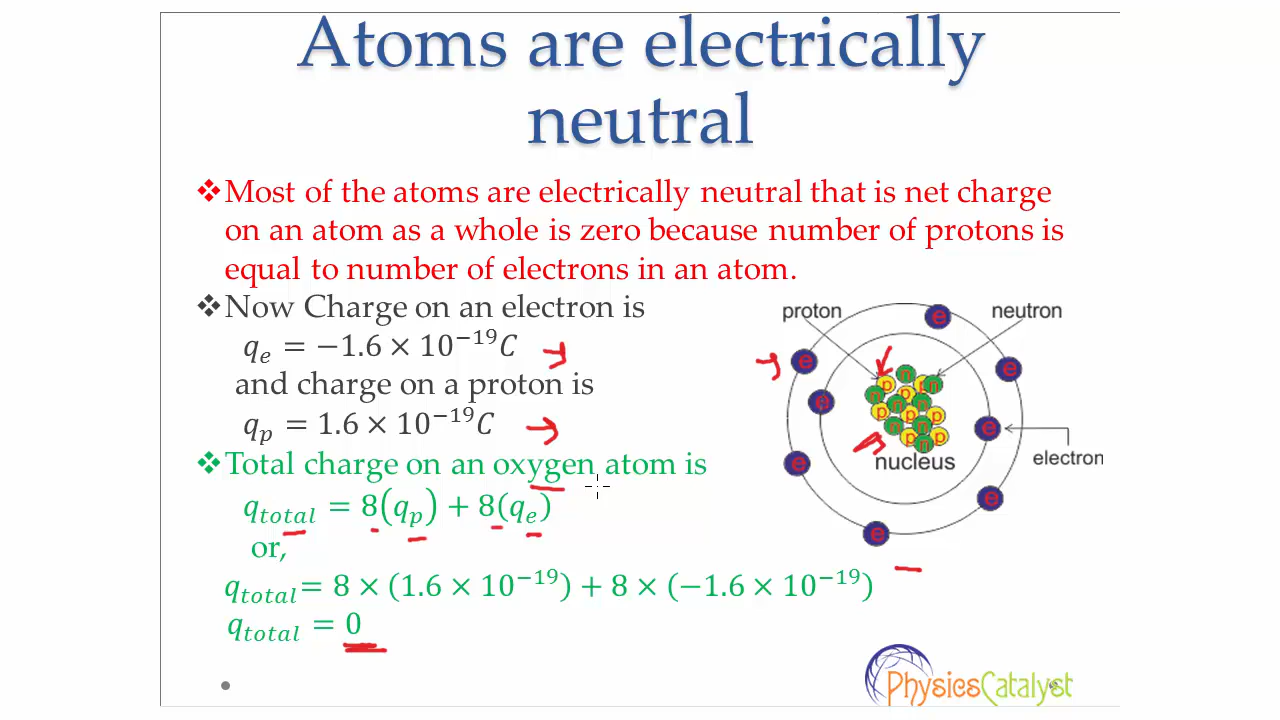 Atoms are electrically
neutral
❖Most of the atoms are electrically neutral that is net charge
on an atom as a whole is zero because number of protons is
equal to number of electrons in an atom.
❖Now Charge on an electron is
qₑ = −1.6 × 10⁻¹⁹C
and charge on a proton is
qₚ = 1.6 × 10⁻¹⁹C
❖Total charge on an oxygen atom is
q_total = 8(qₚ) + 8(qₑ)
or,
q_total = 8 × (1.6 × 10⁻¹⁹) + 8 × (−1.6 × 10⁻¹⁹)
q_total = 0
proton
neutron
e
e
e
e
e
e
e
e
n
p
p
n
n
p
n
n
n
p
p
p
n
n
p
p
n
nucleus
electron
PhysicsCatalyst